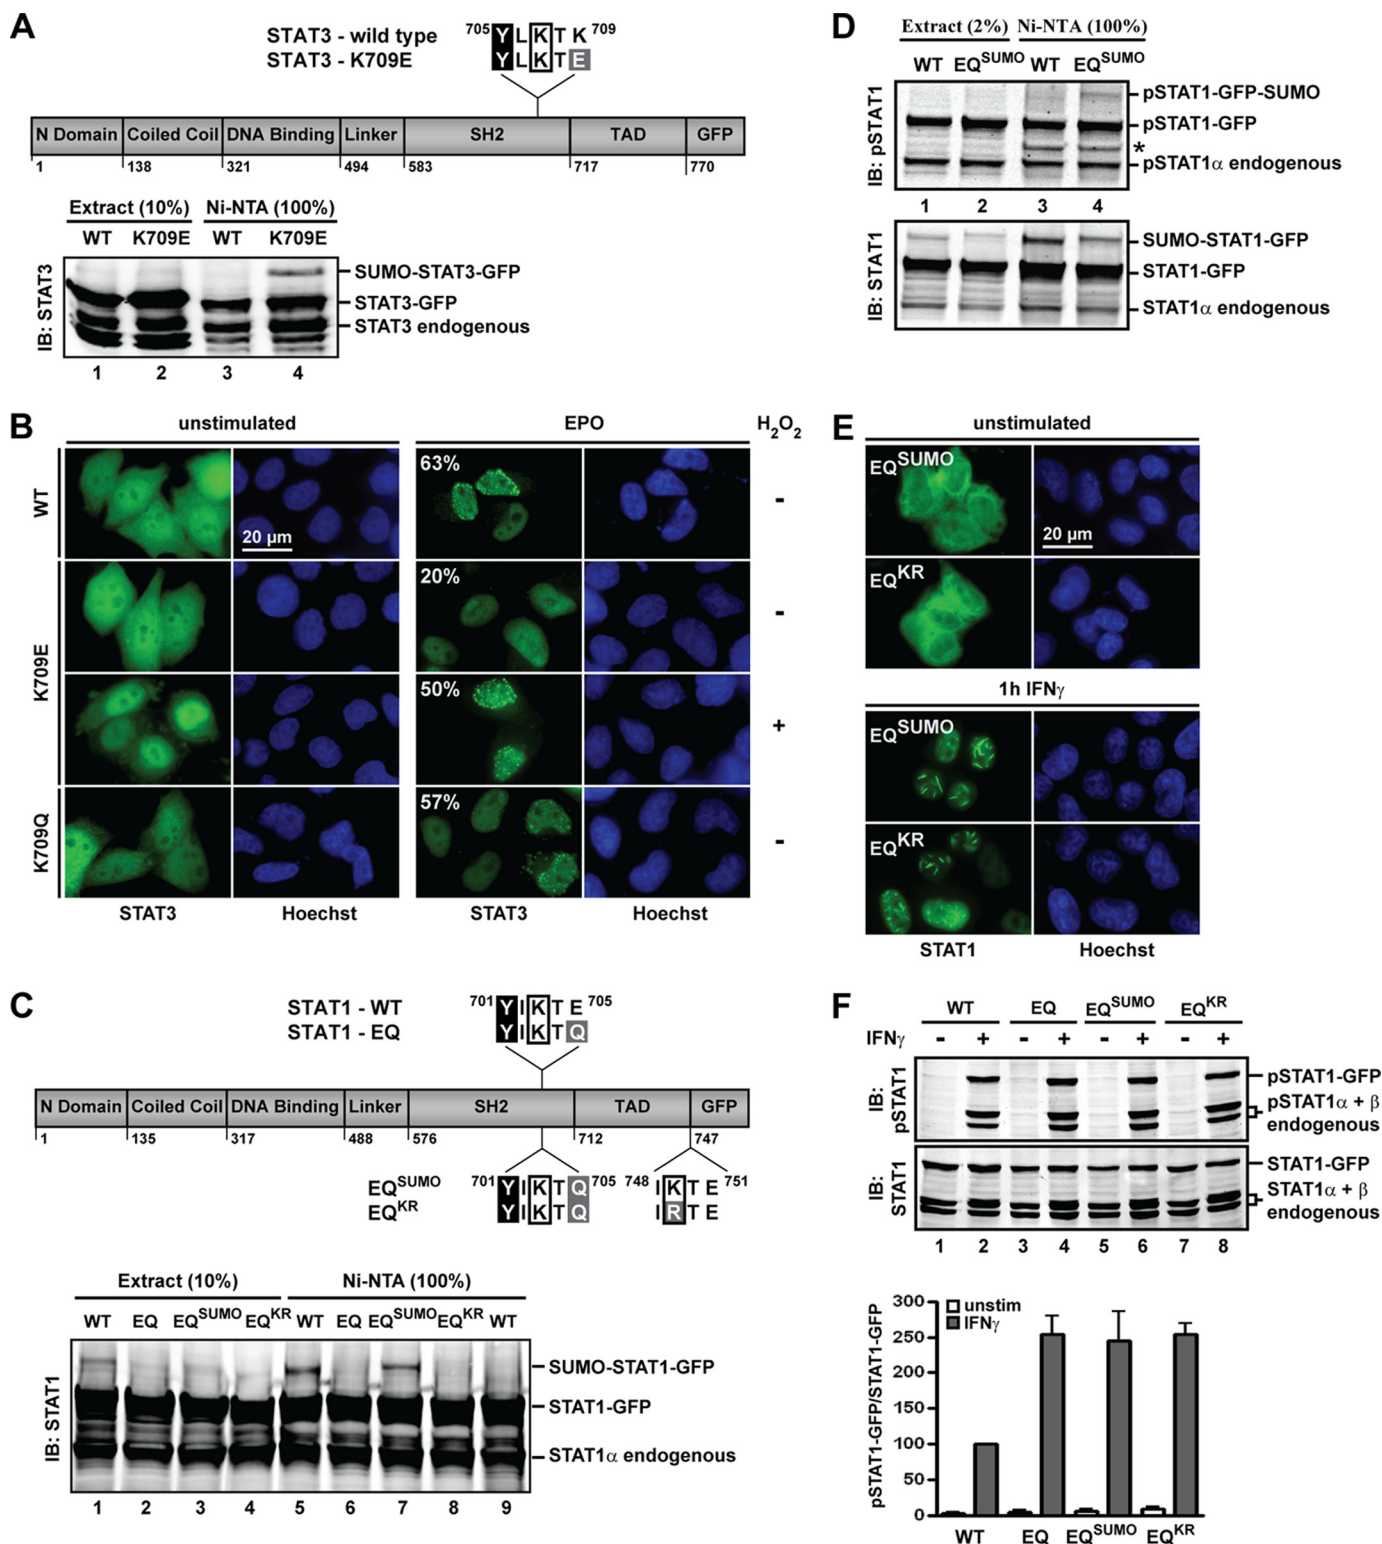 A
STAT3 - wild type 705 Y L K T K 709
STAT3 - K709E Y L K T E
N Domain Coiled Coil DNA Binding Linker SH2 TAD GFP
1 138 321 494 583 717 770
Extract (10%) Ni-NTA (100%)
WT K709E WT K709E
IB: STAT3
SUMO-STAT3-GFP
STAT3-GFP
STAT3 endogenous
1 2 3 4
B
unstimulated EPO H2O2
WT
63%
20 µm
-
K709E
20%
-
50%
+
K709Q
57%
-
STAT3 Hoechst STAT3 Hoechst
C
STAT1 - WT 701 Y I K T E 705
STAT1 - EQ Y I K T Q
N Domain Coiled Coil DNA Binding Linker SH2 TAD GFP
1 135 317 488 576 712 747
EQSUMO 701 Y I K T Q 705 748 I K T E 751
EQKR Y I K T Q I R T E
Extract (10%) Ni-NTA (100%)
WT EQ EQSUMO EQKR WT EQ EQSUMO EQKR WT
IB: STAT1
SUMO-STAT1-GFP
STAT1-GFP
STAT1α endogenous
1 2 3 4 5 6 7 8 9
D
Extract (2%) Ni-NTA (100%)
WT EQSUMO WT EQSUMO
IB: pSTAT1
pSTAT1-GFP-SUMO
pSTAT1-GFP
*
pSTAT1α endogenous
1 2 3 4
IB: STAT1
SUMO-STAT1-GFP
STAT1-GFP
STAT1α endogenous
E
unstimulated
EQSUMO
20 µm
EQKR
1h IFNγ
EQSUMO
EQKR
STAT1 Hoechst
F
WT EQ EQSUMO EQKR
IFNγ - + - + - + - +
IB: pSTAT1
pSTAT1-GFP
pSTAT1α + β
endogenous
IB: STAT1
STAT1-GFP
STAT1α + β
endogenous
1 2 3 4 5 6 7 8
pSTAT1-GFP/STAT1-GFP
unstim
IFNγ
300
250
200
150
100
50
0
WT EQ EQSUMO EQKR